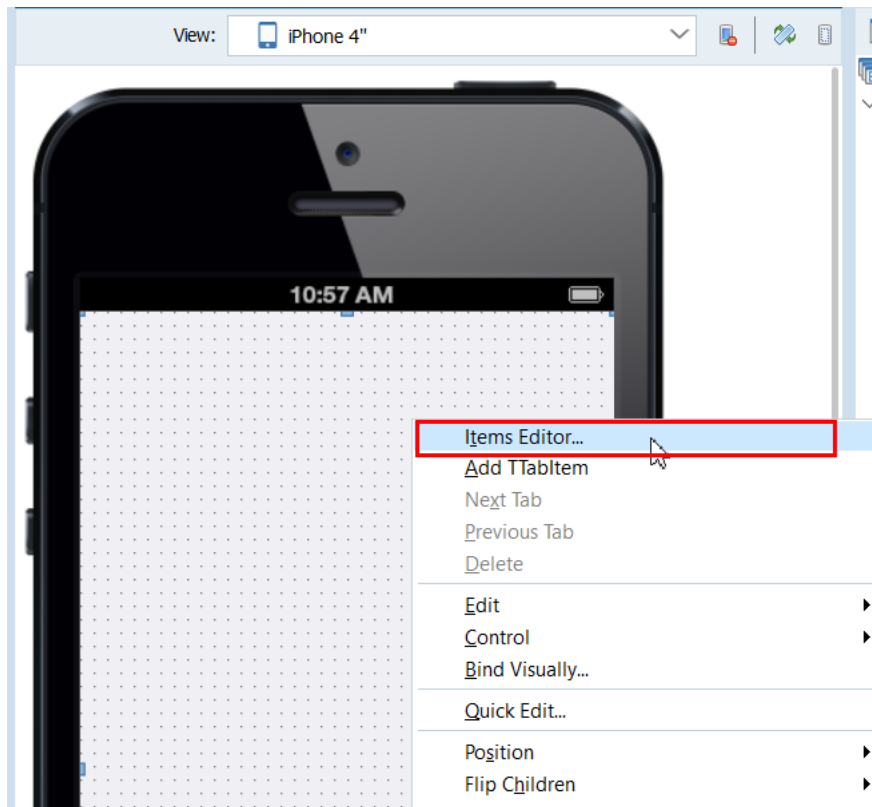 View: iPhone 4"
10:57 AM
Items Editor...
Add TTabItem
Next Tab
Previous Tab
Delete
Edit
Control
Bind Visually...
Quick Edit...
Position
Flip Children